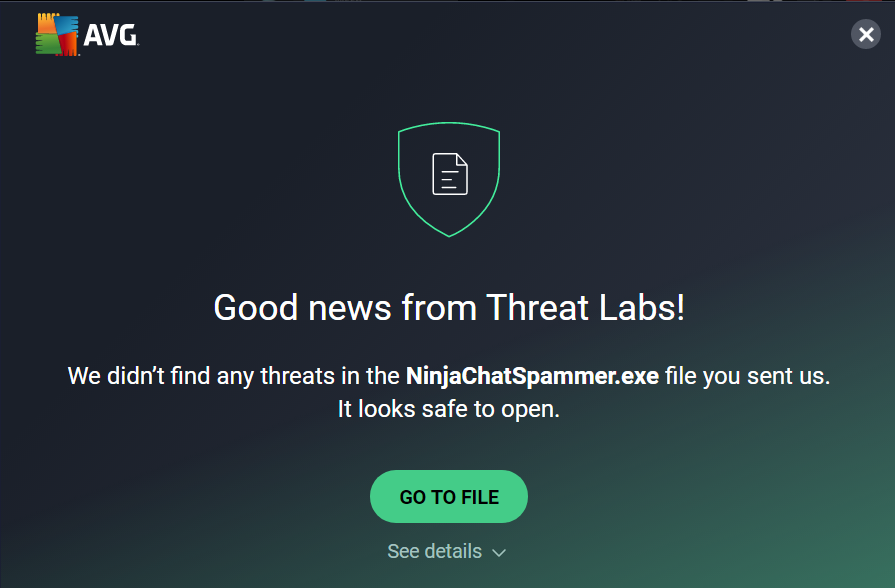 AVG
Good news from Threat Labs!
We didn't find any threats in the NinjaChatSpammer.exe file you sent us.
It looks safe to open.
GO TO FILE
See details